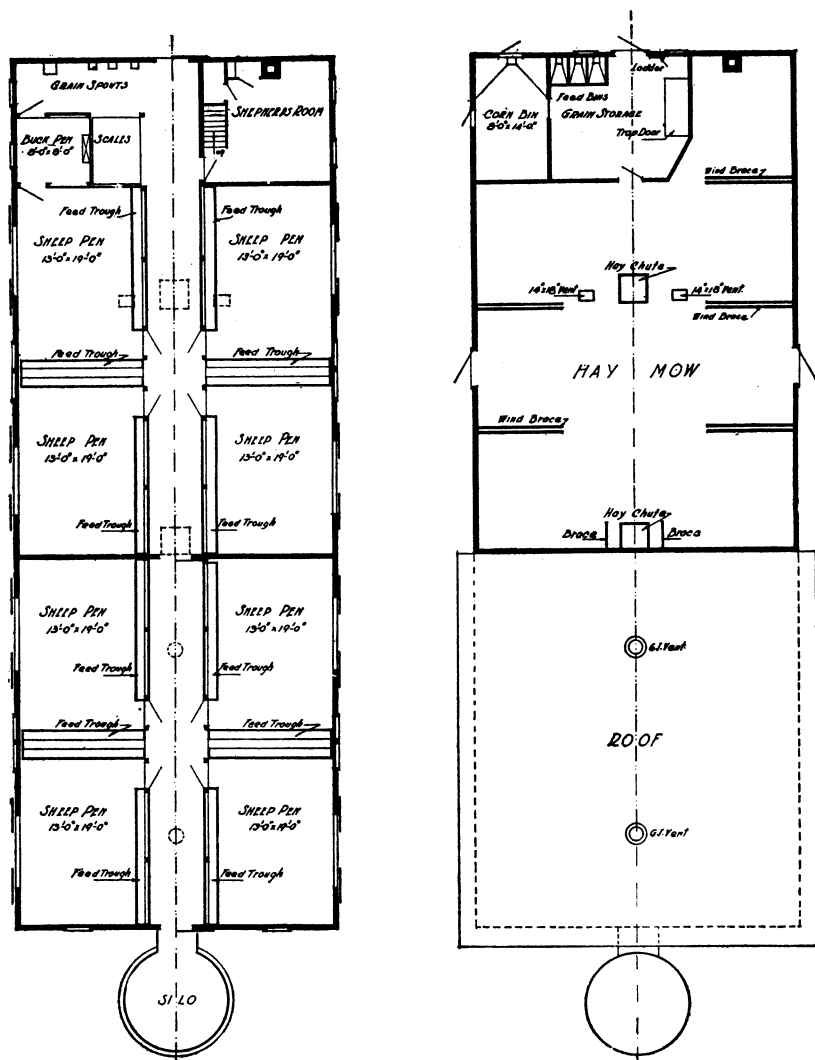 GRAIN SPOUTS
SHEPHERDS ROOM
UP
BUCK PEN
8'-0" x 8'-0"
SCALES
Feed Trough
Feed Trough
SHEEP PEN
13'-0" x 19'-0"
SHEEP PEN
13'-0" x 19'-0"
Feed Trough
Feed Trough
SHEEP PEN
13'-0" x 19'-0"
SHEEP PEN
13'-0" x 19'-0"
Feed Trough
Feed Trough
SHEEP PEN
13'-0" x 19'-0"
SHEEP PEN
13'-0" x 19'-0"
Feed Trough
Feed Trough
Feed Trough
Feed Trough
SHEEP PEN
13'-0" x 19'-0"
SHEEP PEN
13'-0" x 19'-0"
Feed Trough
Feed Trough
SILO
Ladder
CORN BIN
8'-0" x 14'-0"
Feed Bins
GRAIN STORAGE
Trap Door
Wind Brace
Hay Chute
14"x18" Vent.
14"x18" Vent.
Wind Brace
HAY MOW
Wind Brace
Hay Chute
Brace
Brace
G.I. Vent.
ROOF
G.I. Vent